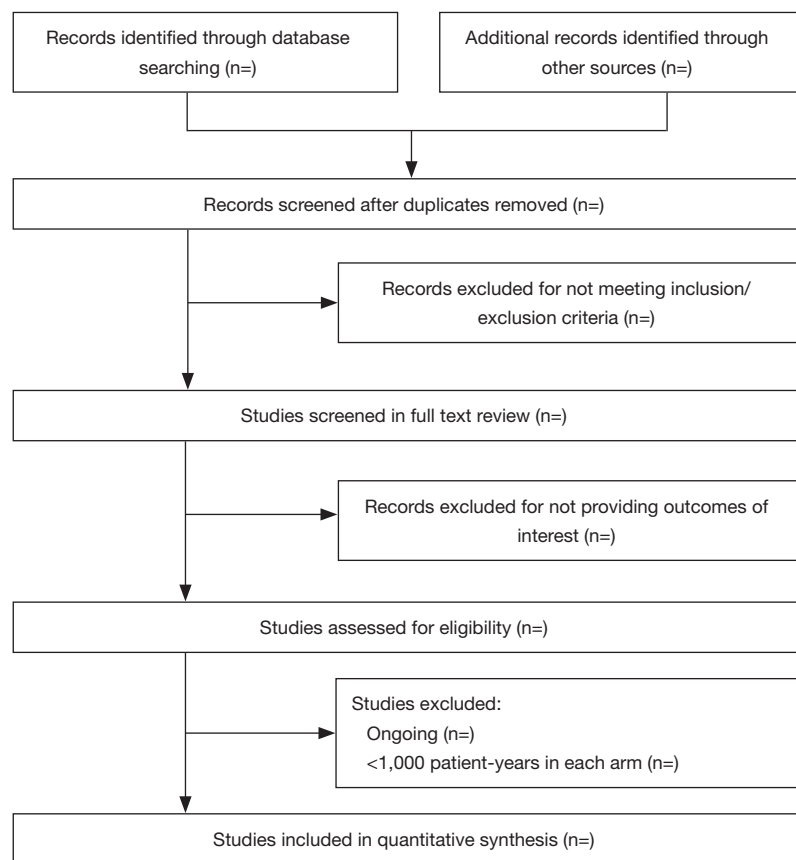 Records identified through database
searching (n=)
Additional records identified through
other sources (n=)
Records screened after duplicates removed (n=)
Records excluded for not meeting inclusion/
exclusion criteria (n=)
Studies screened in full text review (n=)
Records excluded for not providing outcomes of
interest (n=)
Studies assessed for eligibility (n=)
Studies excluded:
Ongoing (n=)
<1,000 patient-years in each arm (n=)
Studies included in quantitative synthesis (n=)